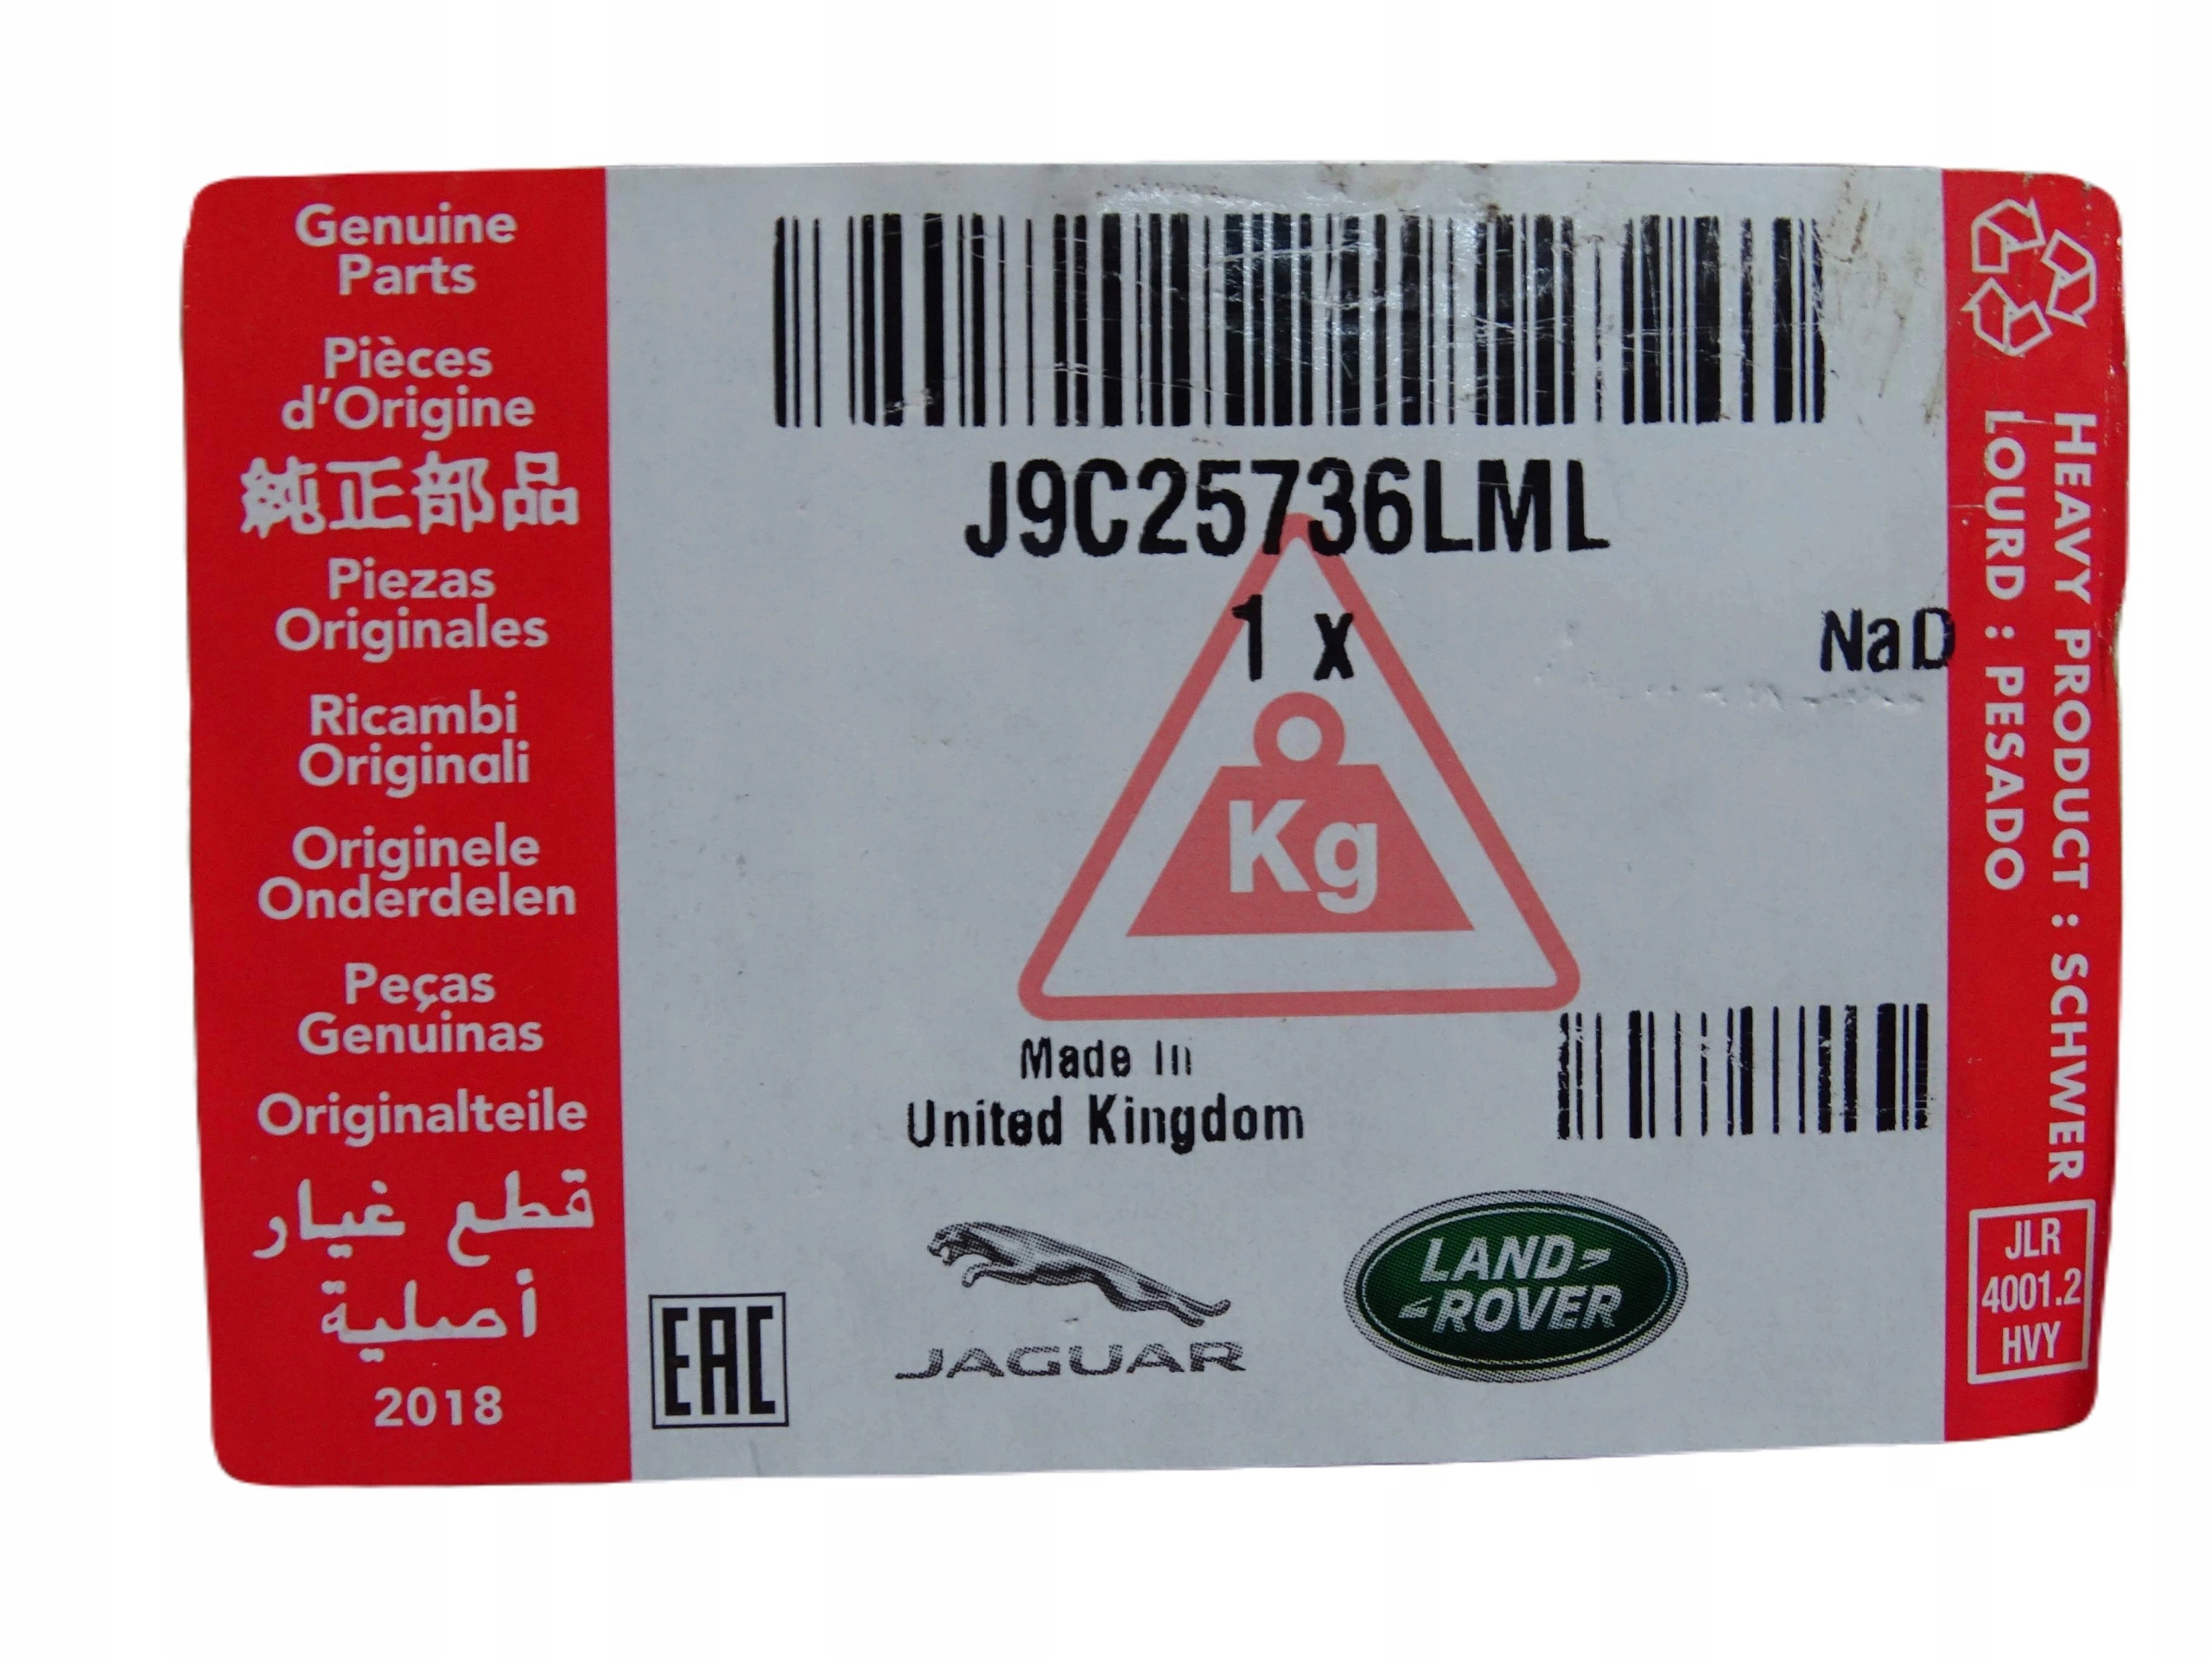 Genuine
Parts
Pièces
d'Origine
純正部品
Piezas
Originales
Ricambi
Originali
Originele
Onderdelen
Peças
Genuinas
Originalteile
قطع غيار
أصلية
2018
J9C25736LML
1 x
NaD
Kg
Made In
United Kingdom
EAC
JAGUAR
LAND-
-ROVER
HEAVY PRODUCT : SCHWER
LOURD : PESADO
JLR
4001.2
HVY